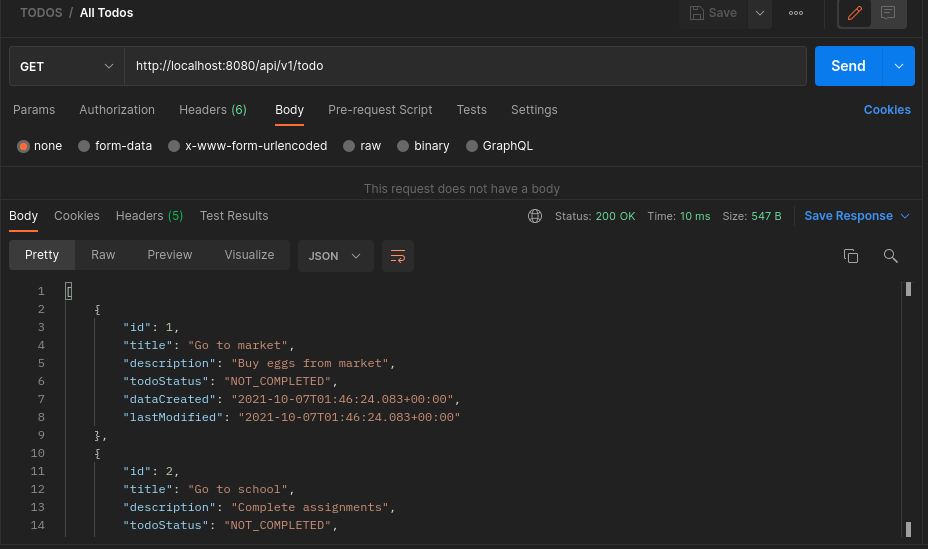 TODOS / All Todos Save
GET http://localhost:8080/api/v1/todo Send
Params Authorization Headers (6) Body Pre-request Script Tests Settings Cookies
none form-data x-www-form-urlencoded raw binary GraphQL
This request does not have a body
Body Cookies Headers (5) Test Results Status: 200 OK Time: 10 ms Size: 547 B Save Response
Pretty Raw Preview Visualize JSON
1 [
2 {
3 "id": 1,
4 "title": "Go to market",
5 "description": "Buy eggs from market",
6 "todoStatus": "NOT_COMPLETED",
7 "dataCreated": "2021-10-07T01:46:24.083+00:00",
8 "lastModified": "2021-10-07T01:46:24.083+00:00"
9 },
10 {
11 "id": 2,
12 "title": "Go to school",
13 "description": "Complete assignments",
14 "todoStatus": "NOT_COMPLETED",